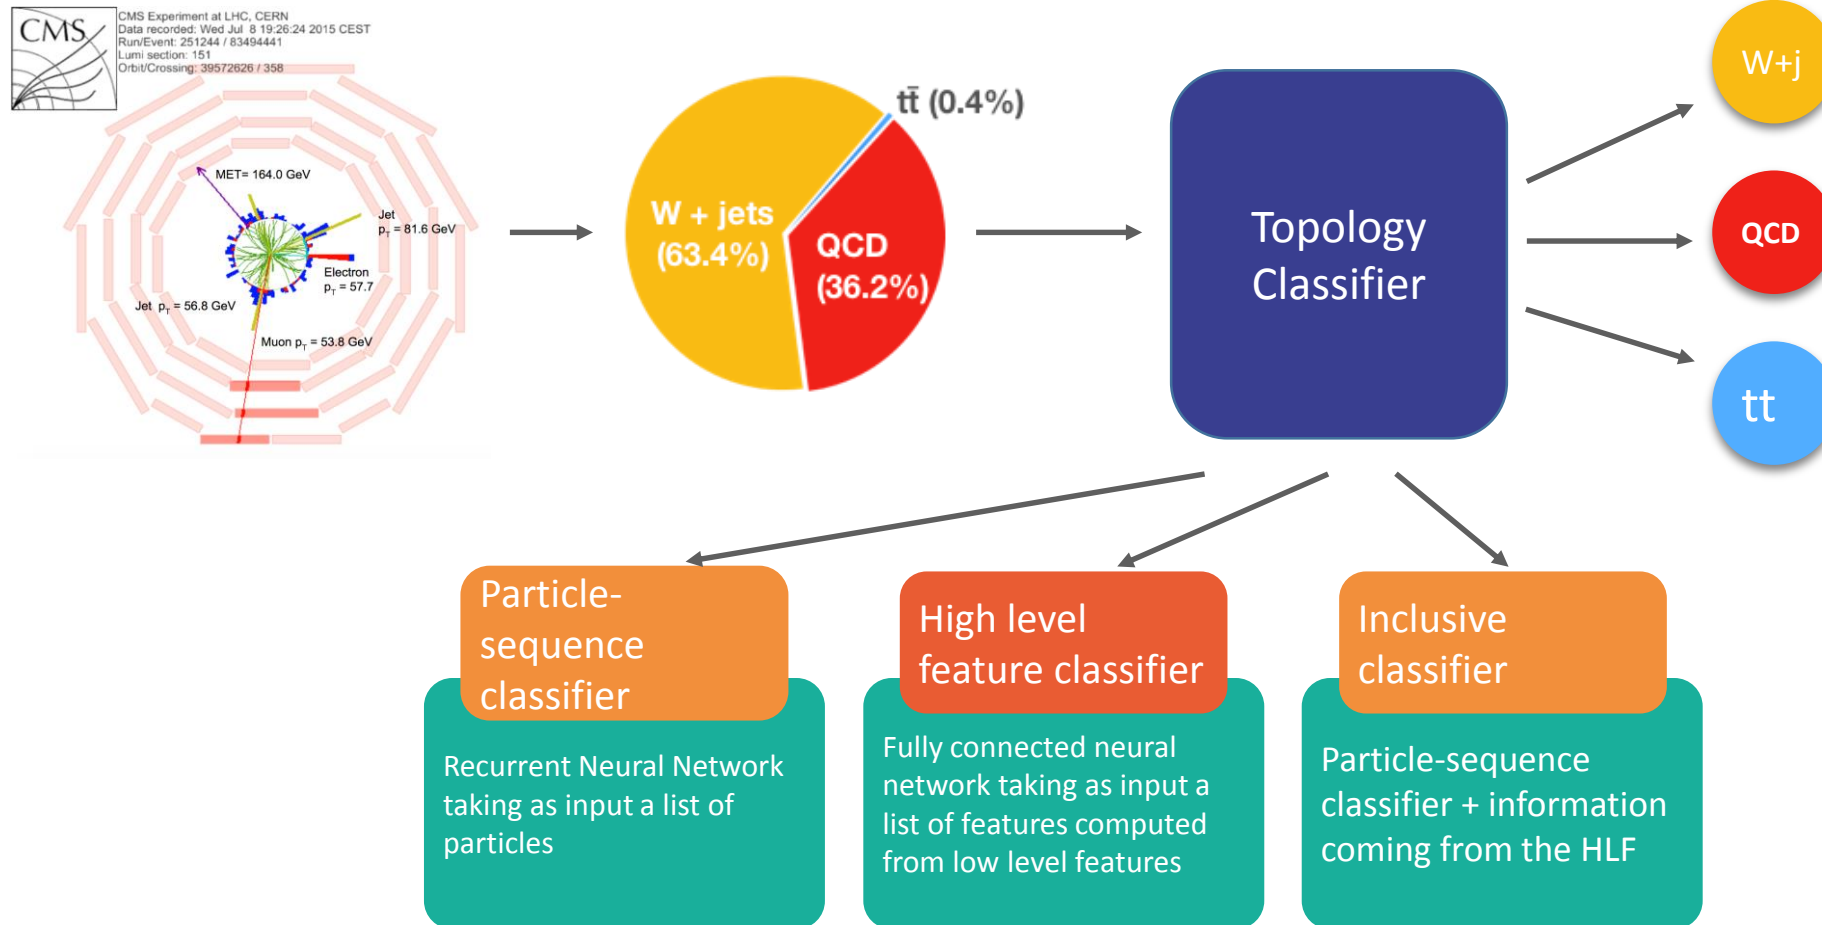 CMS
CMS Experiment at LHC, CERN
Data recorded: Wed Jul 8 19:26:24 2015 CEST
Run/Event: 251244 / 83494441
Lumi section: 151
Orbit/Crossing: 39572626 / 358
MET= 164.0 GeV
Jet
pT = 81.6 GeV
Electron
pT = 57.7
Jet pT = 56.8 GeV
Muon pT = 53.8 GeV
tt̄ (0.4%)
W + jets
(63.4%)
QCD
(36.2%)
Topology
Classifier
W+j
QCD
tt
Particle-
sequence
classifier
Recurrent Neural Network
taking as input a list of
particles
High level
feature classifier
Fully connected neural
network taking as input a
list of features computed
from low level features
Inclusive
classifier
Particle-sequence
classifier + information
coming from the HLF